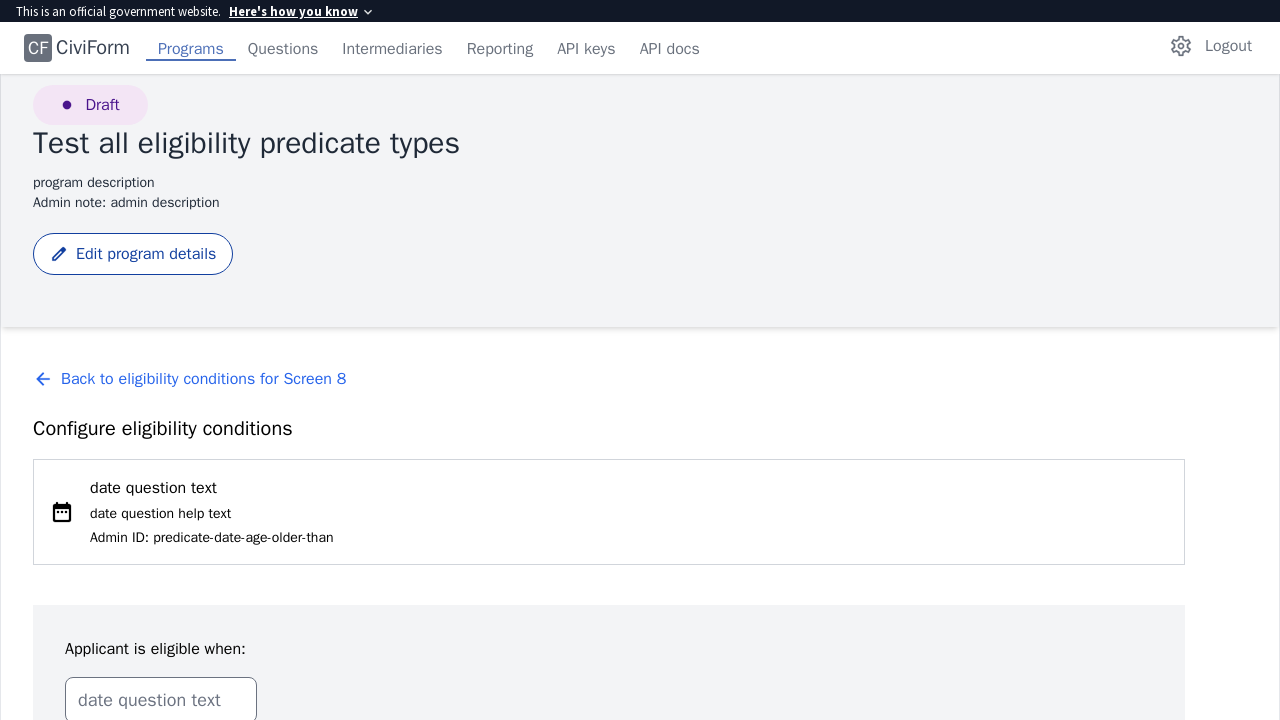 This is an official government website. Here's how you know
CF CiviForm Programs Questions Intermediaries Reporting API keys API docs Logout
Draft
Test all eligibility predicate types
program description
Admin note: admin description
Edit program details
Back to eligibility conditions for Screen 8
Configure eligibility conditions
date question text
date question help text
Admin ID: predicate-date-age-older-than
Applicant is eligible when:
date question text